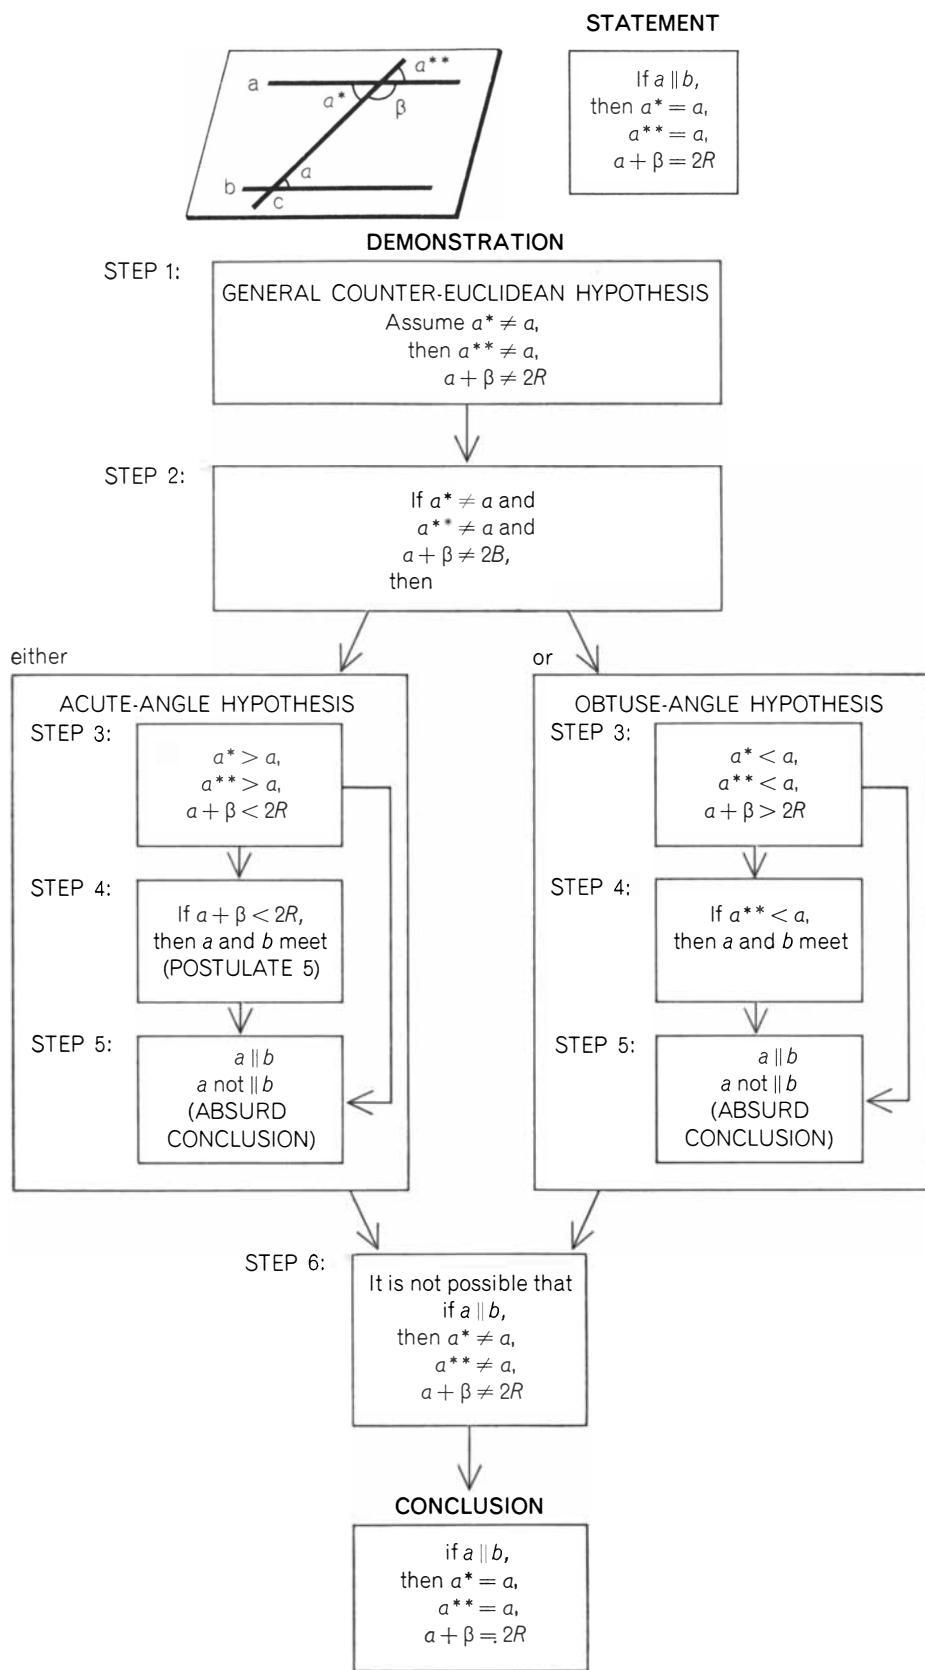 STATEMENT
a**
a
a*
β
a
b
c
If a ∥ b,
then a* = a,
a** = a,
a + β = 2R
DEMONSTRATION
STEP 1:
GENERAL COUNTER-EUCLIDEAN HYPOTHESIS
Assume a* ≠ a,
then a** ≠ a,
a + β ≠ 2R
STEP 2:
If a* ≠ a and
a** ≠ a and
a + β ≠ 2B,
then
either
ACUTE-ANGLE HYPOTHESIS
STEP 3:
a* > a,
a** > a,
a + β < 2R
STEP 4:
If a + β < 2R,
then a and b meet
(POSTULATE 5)
STEP 5:
a ∥ b
a not ∥ b
(ABSURD
CONCLUSION)
or
OBTUSE-ANGLE HYPOTHESIS
STEP 3:
a* < a,
a** < a,
a + β > 2R
STEP 4:
If a** < a,
then a and b meet
STEP 5:
a ∥ b
a not ∥ b
(ABSURD
CONCLUSION)
STEP 6:
It is not possible that
if a ∥ b,
then a* ≠ a,
a** ≠ a,
a + β ≠ 2R
CONCLUSION
if a ∥ b,
then a* = a,
a** = a,
a + β = 2R